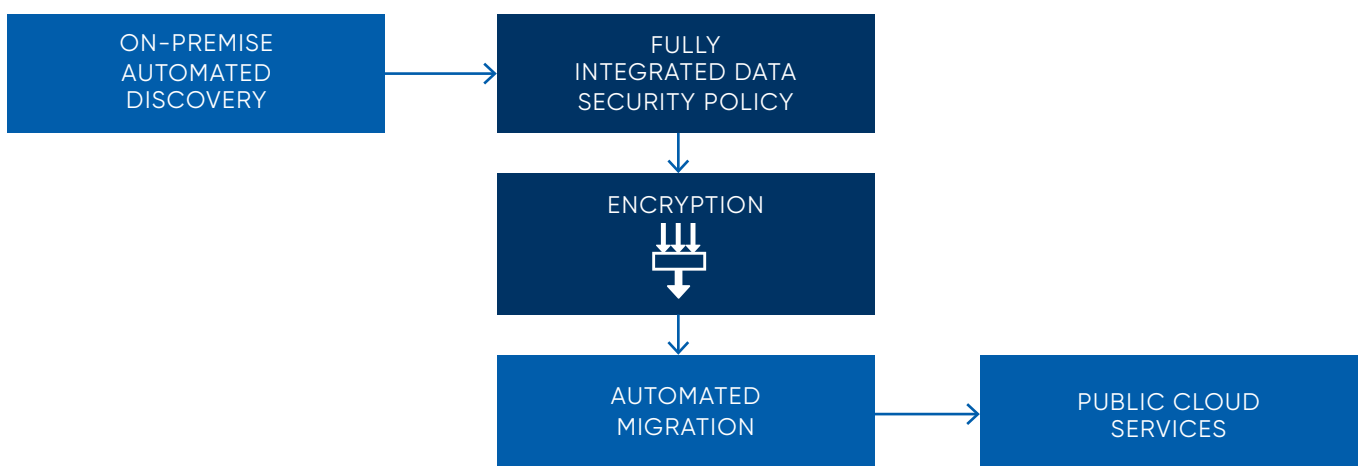 ON-PREMISE
AUTOMATED
DISCOVERY
FULLY
INTEGRATED DATA
SECURITY POLICY
ENCRYPTION
AUTOMATED
MIGRATION
PUBLIC CLOUD
SERVICES